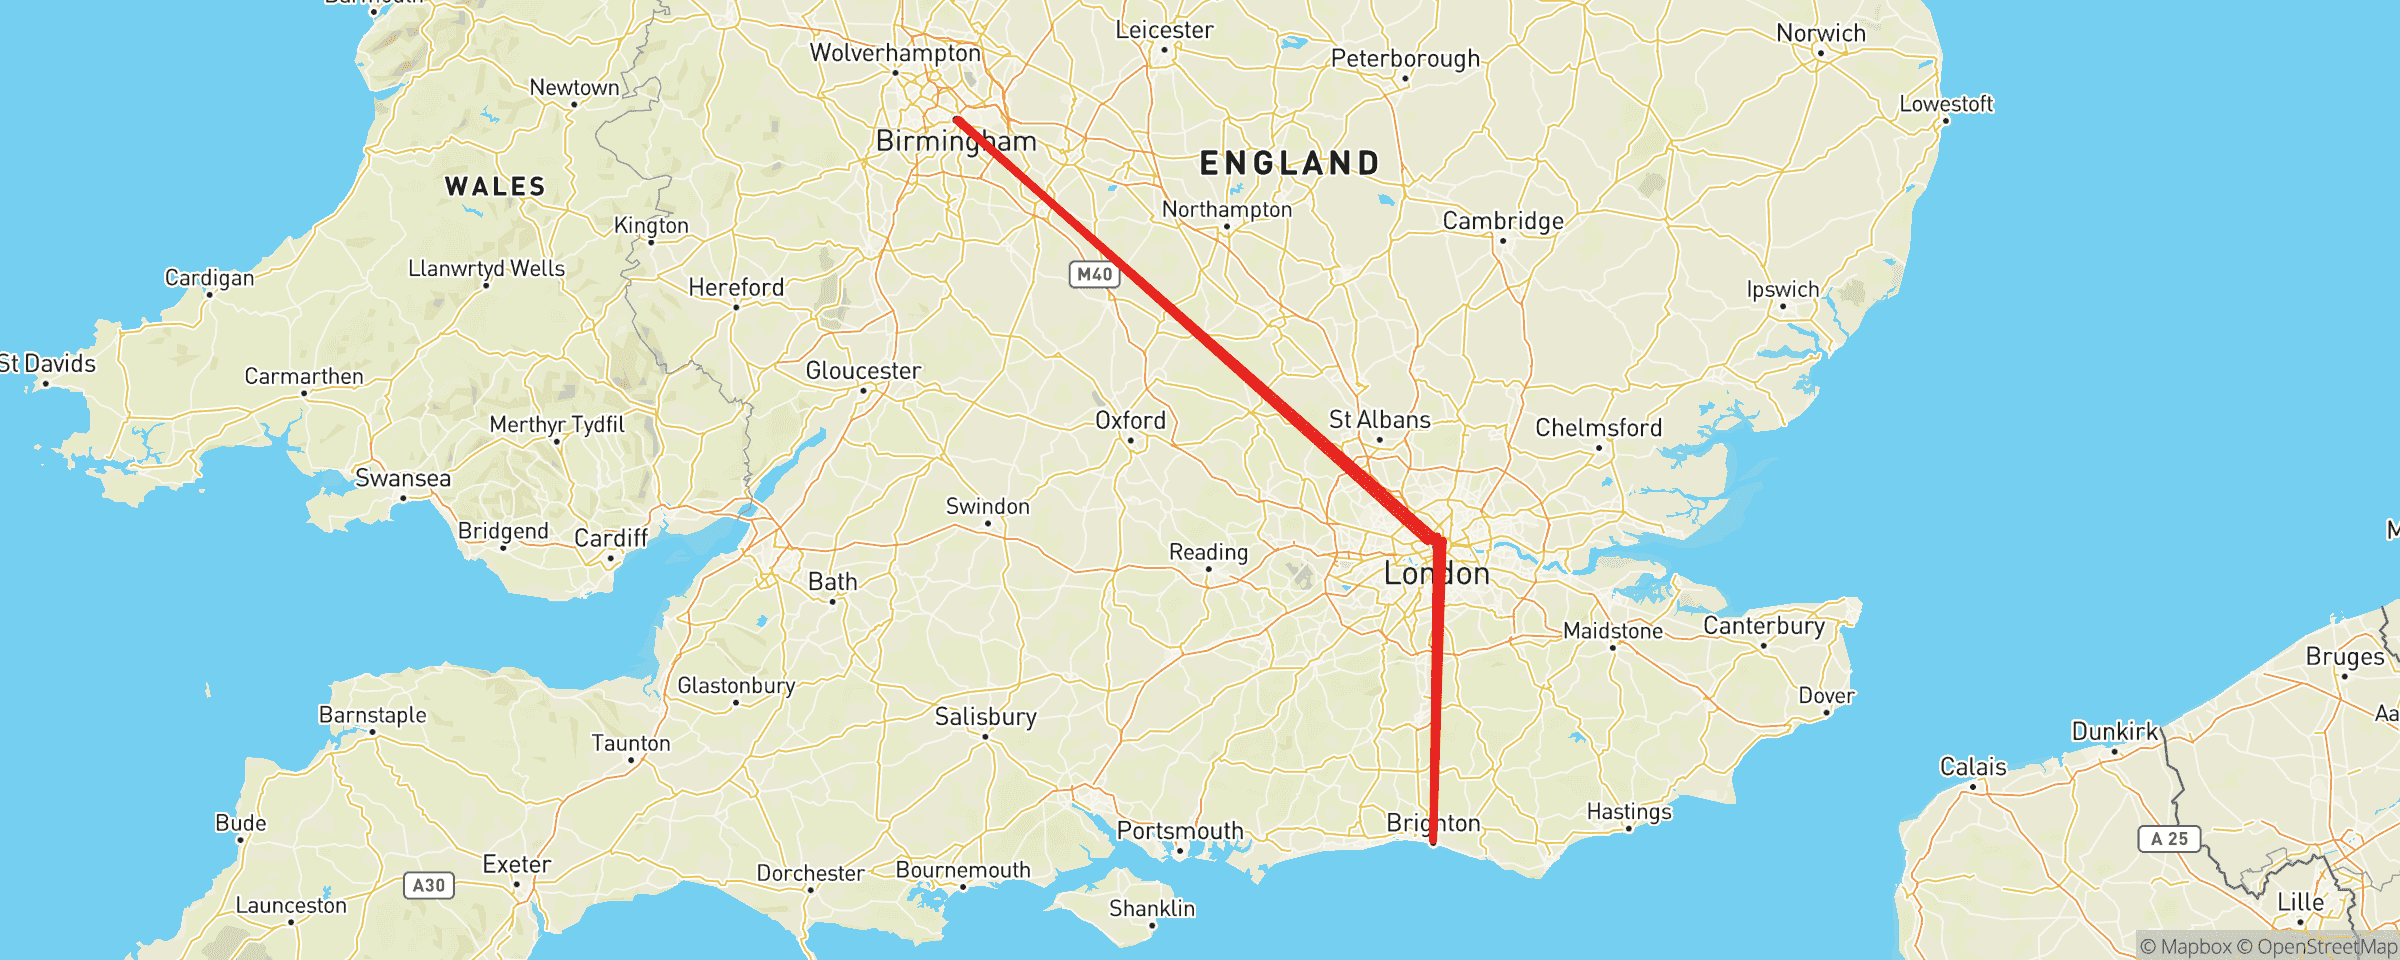 Leicester
Norwich
Wolverhampton
Peterborough
Newtown
Lowestoft
Birmingham
ENGLAND
WALES
Northampton
Kington
Cambridge
Llanwrtyd Wells
M40
Cardigan
Hereford
Ipswich
St Davids
Carmarthen
Gloucester
Merthyr Tydfil
Oxford
St Albans
Chelmsford
Swansea
Swindon
Bridgend
Cardiff
Reading
London
Bath
Maidstone
Canterbury
Bruges
Glastonbury
Dover
Barnstaple
Salisbury
Taunton
Dunkirk
Calais
Bude
Portsmouth
Brighton
Hastings
A 25
Exeter
A30
Dorchester
Bournemouth
Launceston
Shanklin
Lille
© Mapbox © OpenStreetMap